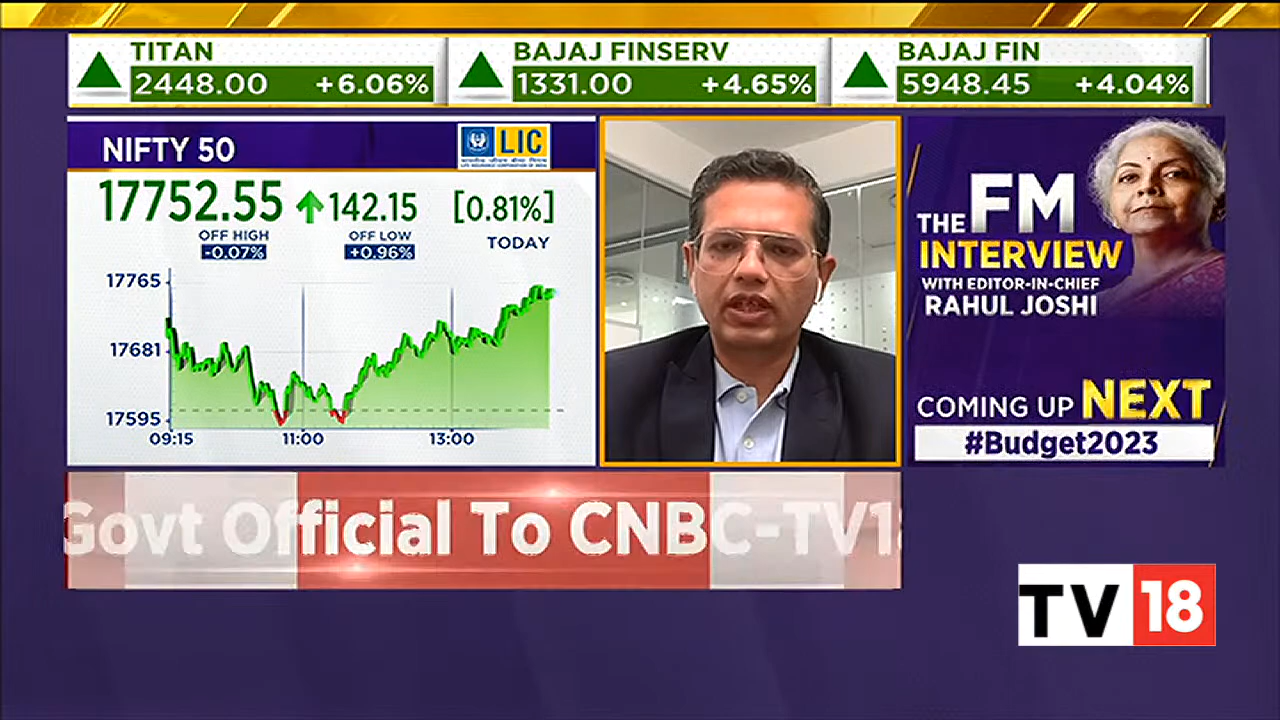 TITAN
2448.00 +6.06%
BAJAJ FINSERV
1331.00 +4.65%
BAJAJ FIN
5948.45 +4.04%
NIFTY 50
LIC
17752.55 142.15 [0.81%]
OFF HIGH
-0.07%
OFF LOW
+0.96%
TODAY
17765
17681
17595
09:15 11:00 13:00
THE FM
INTERVIEW
WITH EDITOR-IN-CHIEF
RAHUL JOSHI
COMING UP NEXT
#Budget2023
Govt Official To CNBC-TV18
TV 18